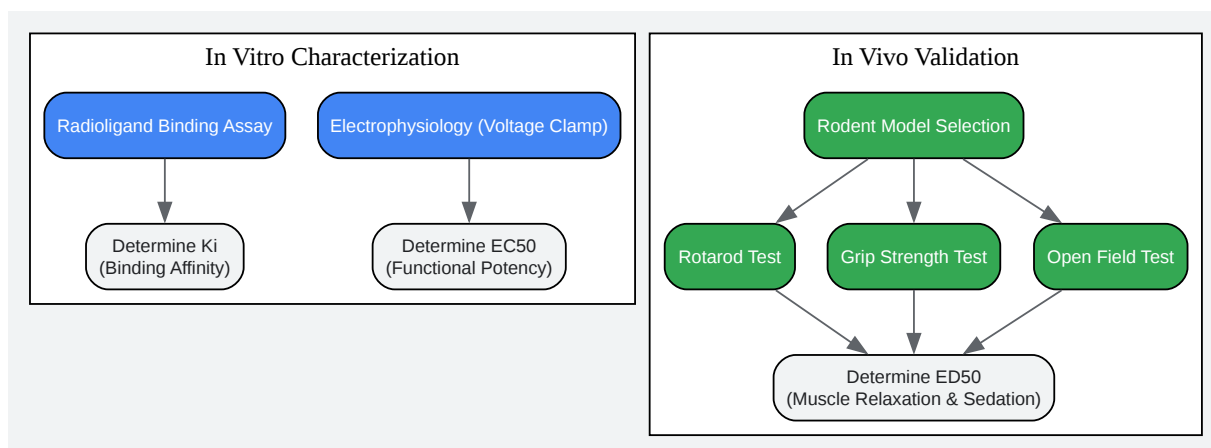 In Vitro Characterization
Radioligand Binding Assay
Electrophysiology (Voltage Clamp)
Determine Ki
(Binding Affinity)
Determine EC50
(Functional Potency)
In Vivo Validation
Rodent Model Selection
Rotarod Test
Grip Strength Test
Open Field Test
Determine ED50
(Muscle Relaxation & Sedation)